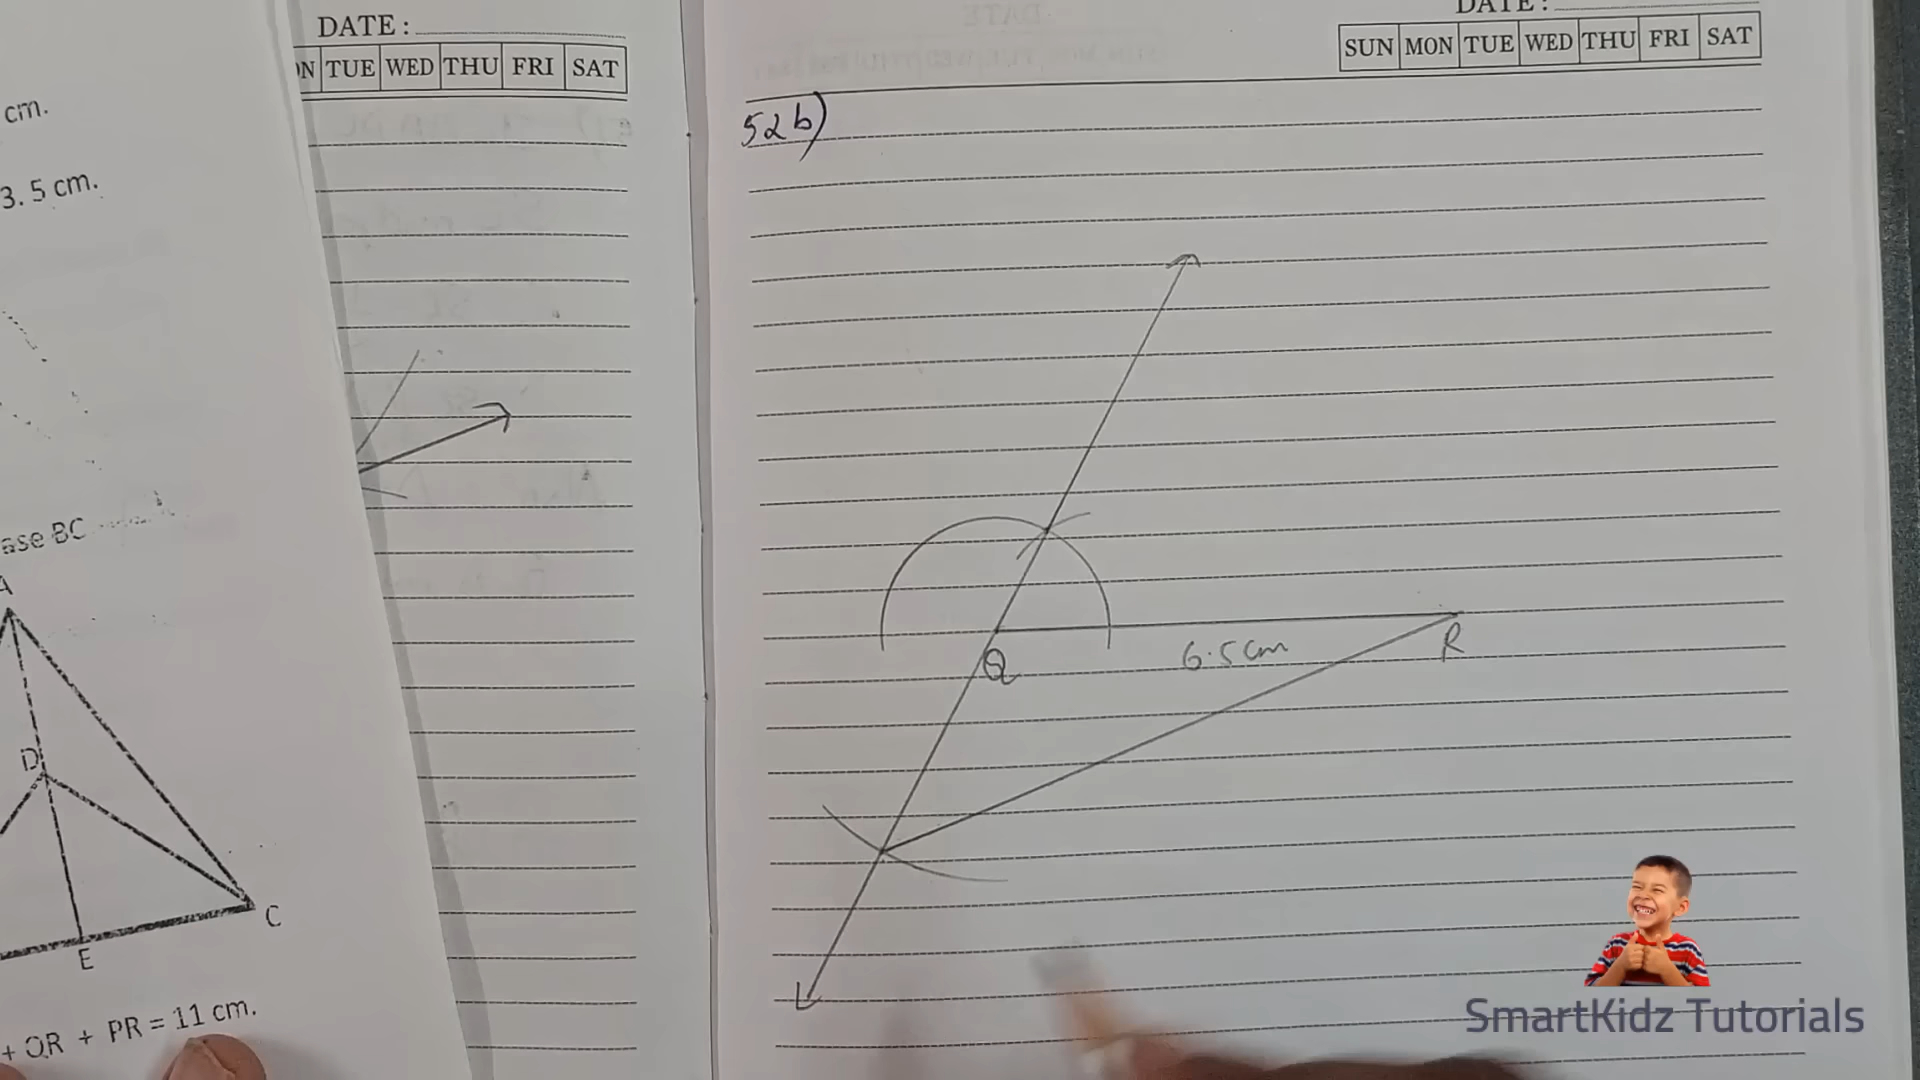 cm.
3. 5 cm.
ase BC
A
D
C
E
+ QR + PR = 11 cm.
DATE :
TUE WED THU FRI SAT
DATE :
SUN MON TUE WED THU FRI SAT
52b)
Q
6.5cm
R
SmartKidz Tutorials